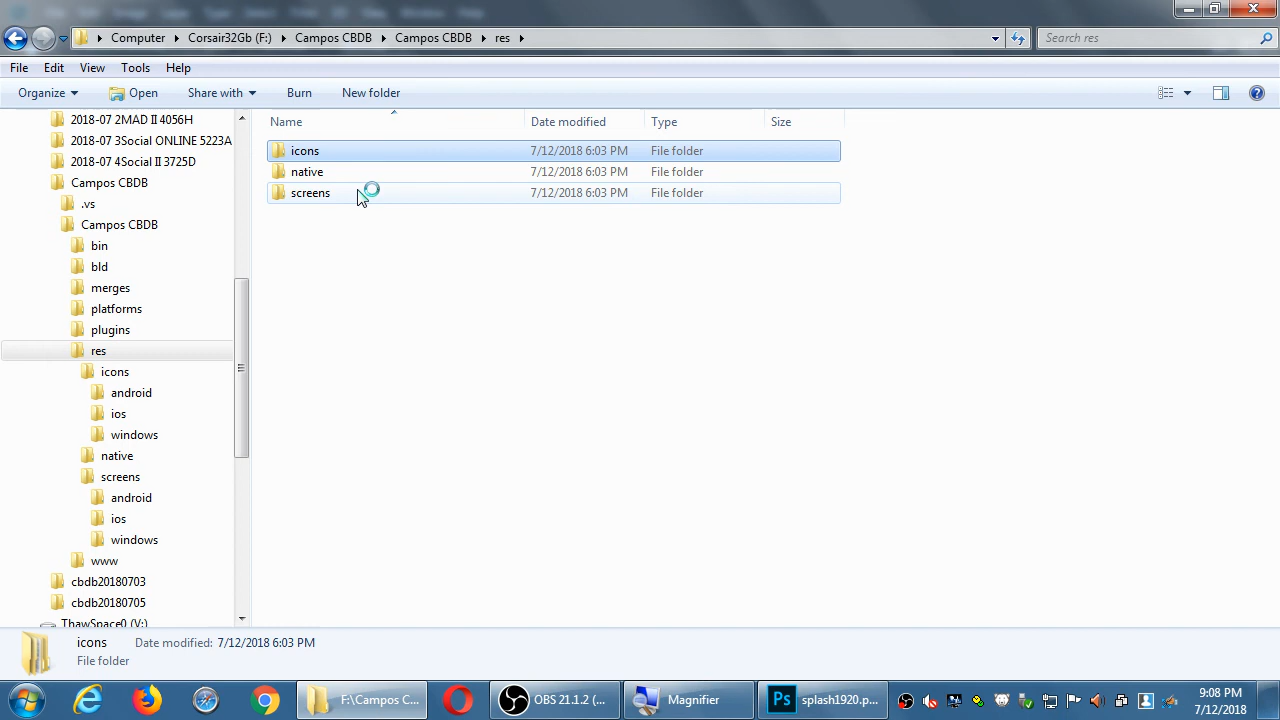 Computer Corsair32Gb (F:) Campos CBDB Campos CBDB res
Search res
File Edit View Tools Help
Organize Open Share with Burn New folder
Name Date modified Type Size
icons 7/12/2018 6:03 PM File folder
native 7/12/2018 6:03 PM File folder
screens 7/12/2018 6:03 PM File folder
2018-07 2MAD II 4056H
2018-07 3Social ONLINE 5223A
2018-07 4Social II 3725D
Campos CBDB
.vs
Campos CBDB
bin
bld
merges
platforms
plugins
res
icons
android
ios
windows
native
screens
android
ios
windows
www
cbdb20180703
cbdb20180705
ThawSpace0 (V:)
icons Date modified: 7/12/2018 6:03 PM
File folder
F:\Campos C... OBS 21.1.2 (... Magnifier Ps splash1920.p...
9:08 PM
7/12/2018